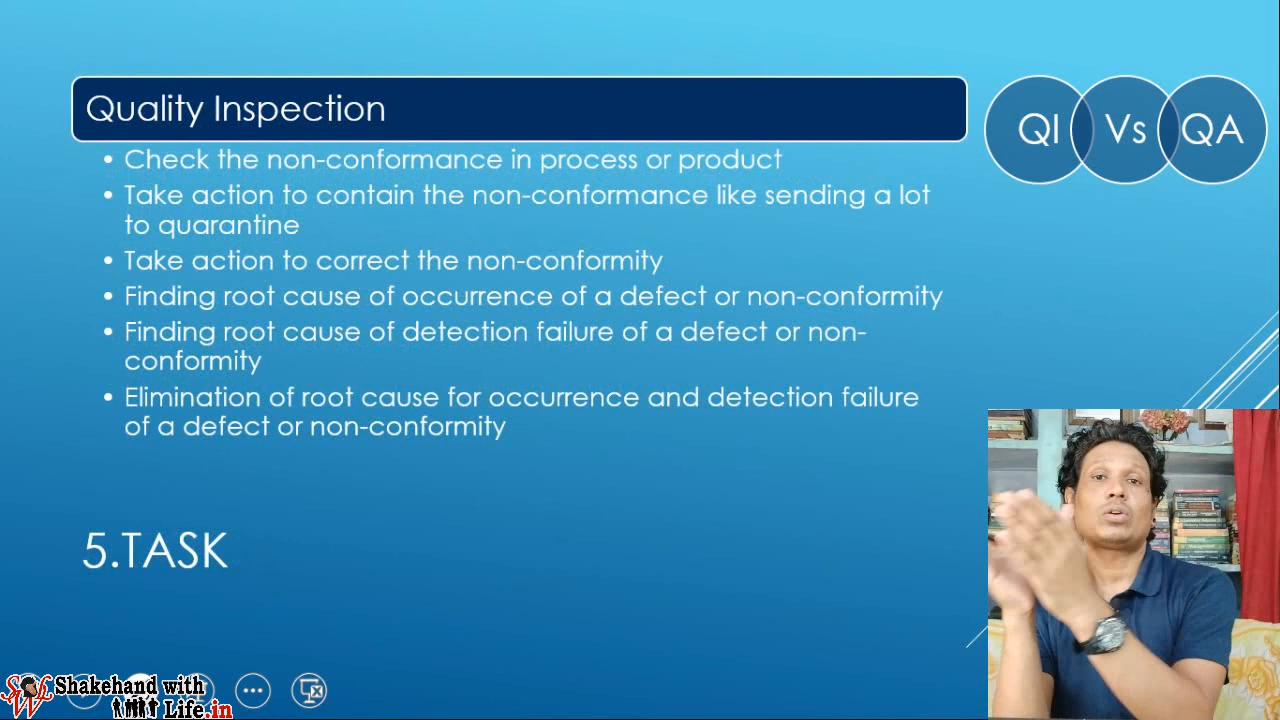 Quality Inspection
QI Vs QA
• Check the non-conformance in process or product
• Take action to contain the non-conformance like sending a lot
to quarantine
• Take action to correct the non-conformity
• Finding root cause of occurrence of a defect or non-conformity
• Finding root cause of detection failure of a defect or non-
conformity
• Elimination of root cause for occurrence and detection failure
of a defect or non-conformity
5.TASK
Shakehand with
Life.in